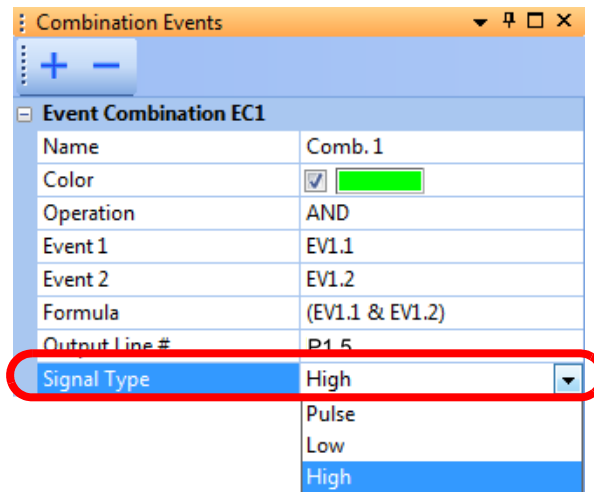 Combination Events
Event Combination EC1
Name Comb. 1
Color
Operation AND
Event 1 EV1.1
Event 2 EV1.2
Formula (EV1.1 & EV1.2)
Output Line # P1.5
Signal Type High
Pulse
Low
High